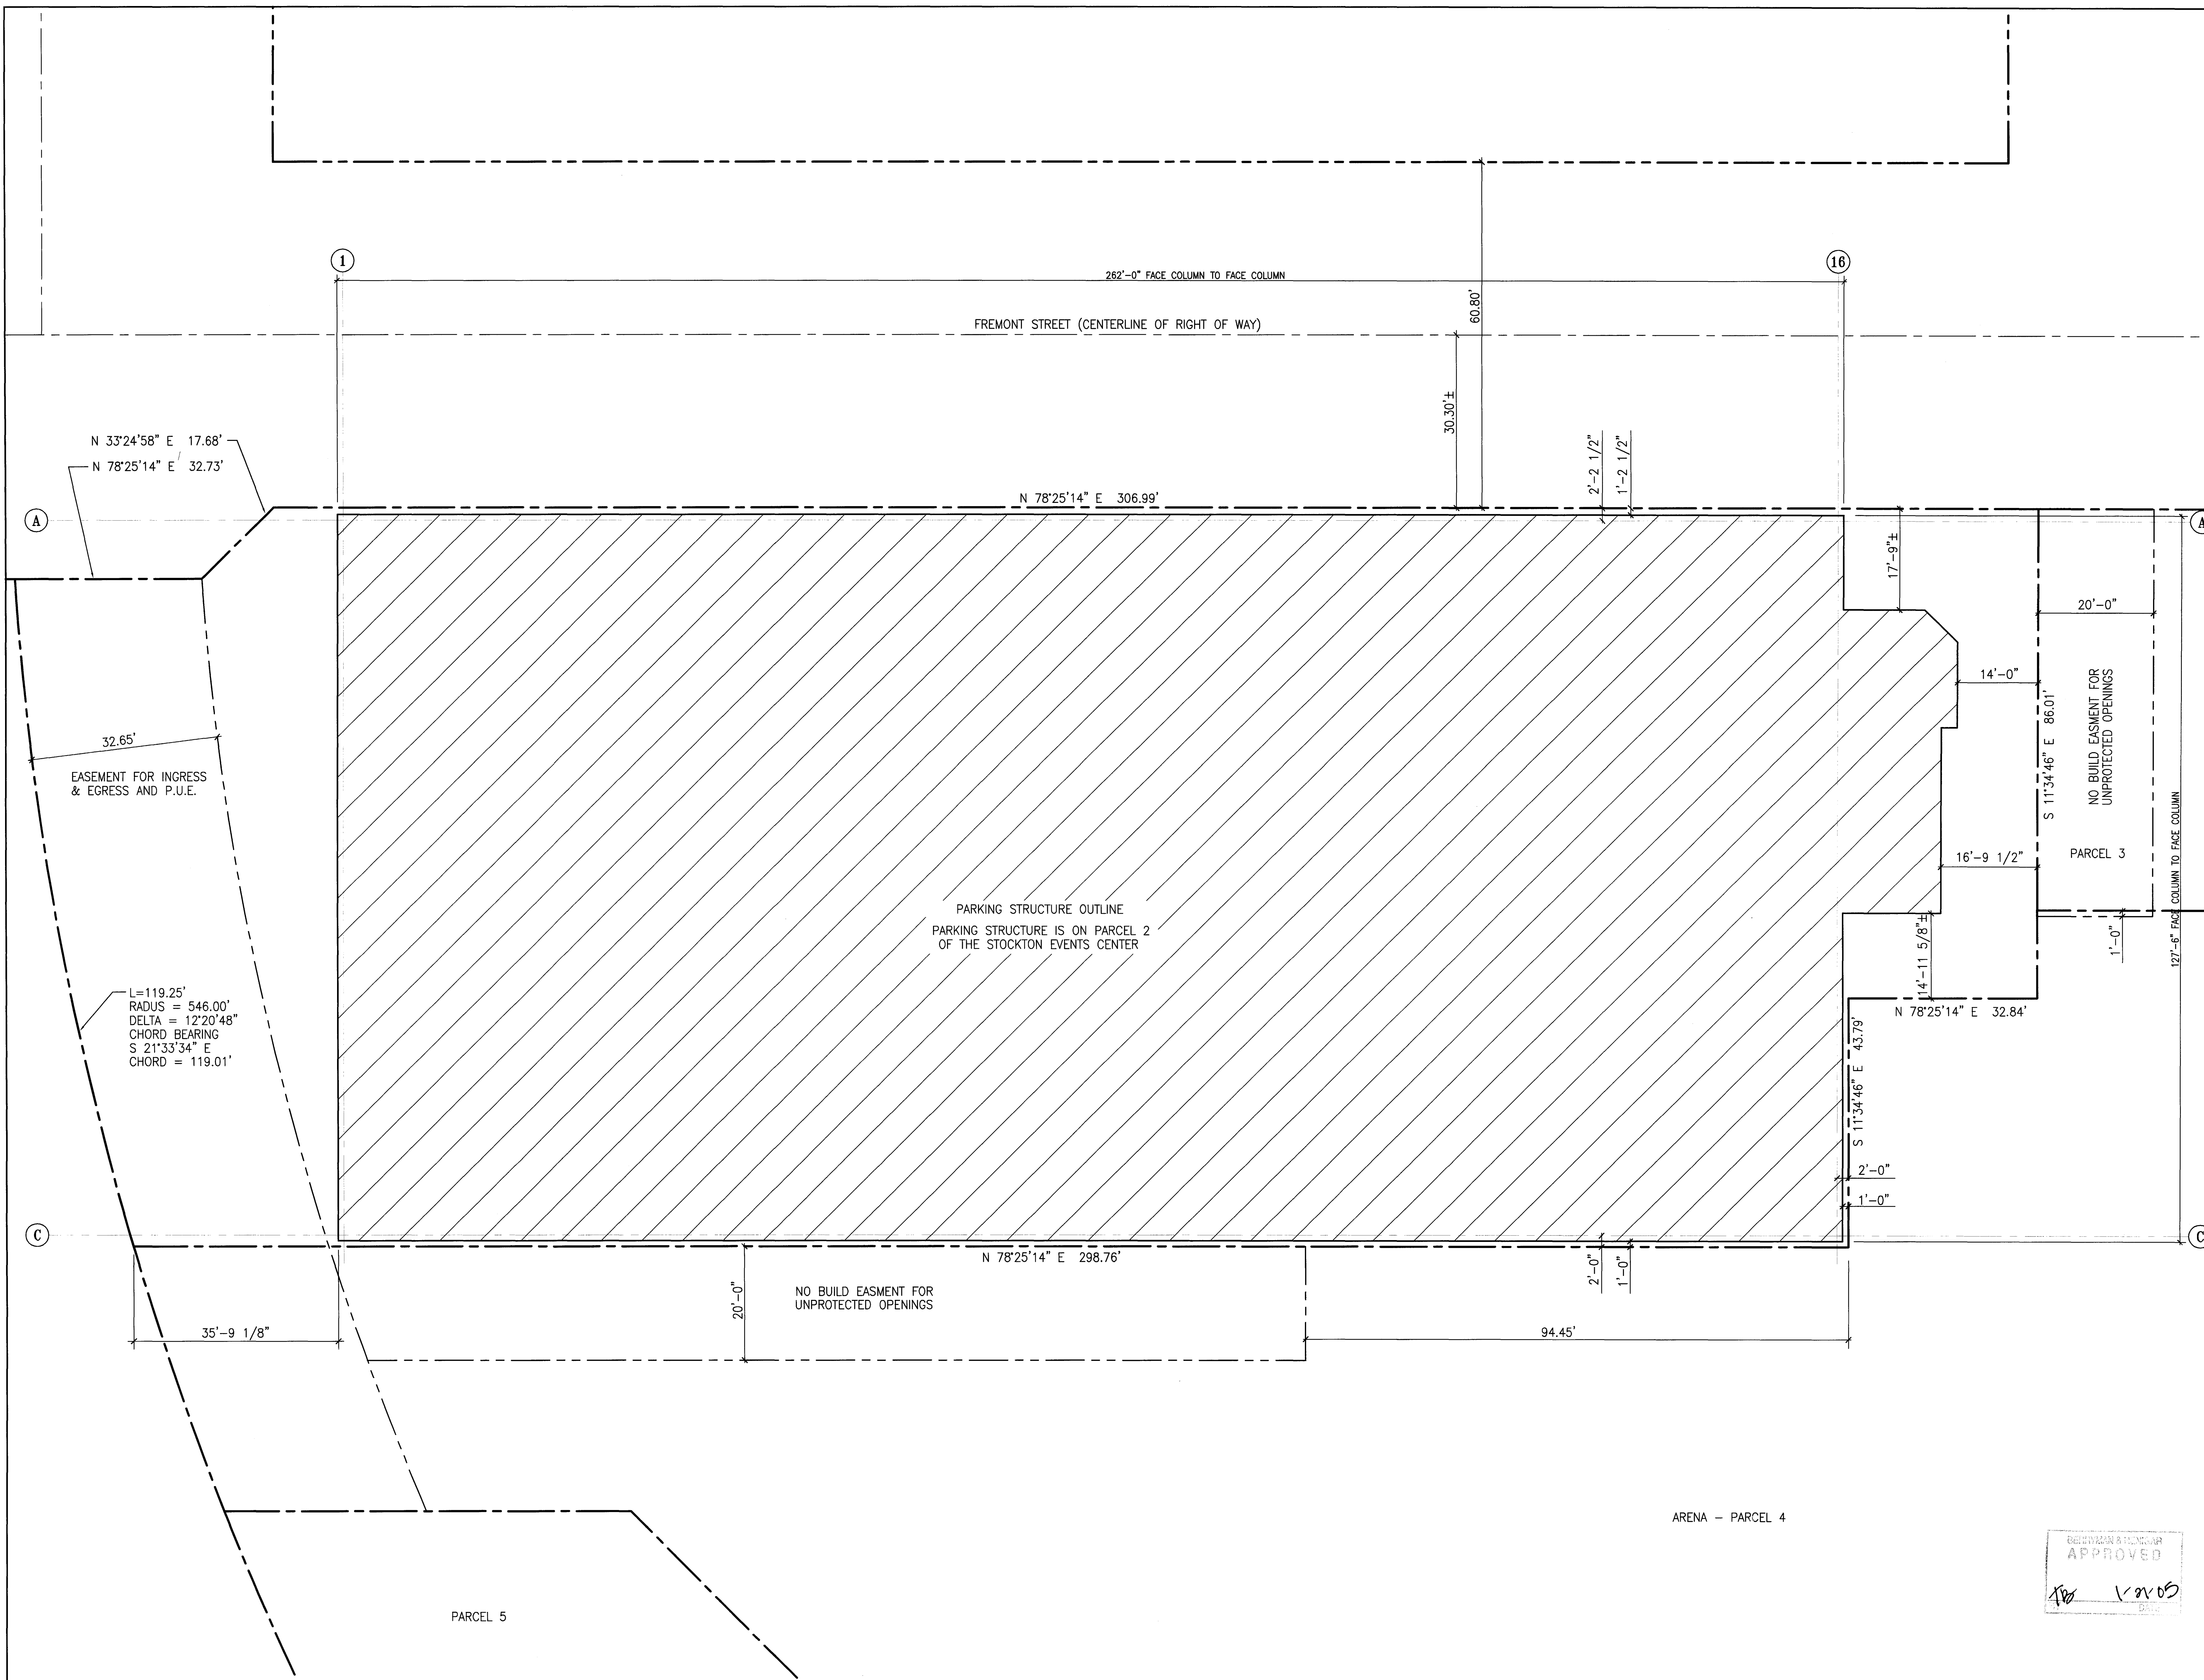 1
16
262'-0" FACE COLUMN TO FACE COLUMN
60.80'
FREMONT STREET (CENTERLINE OF RIGHT OF WAY)
30.30'±
2'-2 1/2"
1'-2 1/2"
N 33°24'58" E 17.68'
N 78°25'14" E 32.73'
N 78°25'14" E 306.99'
A
A
17'-9"±
20'-0"
14'-0"
S 11°34'46" E 86.01'
NO BUILD EASMENT FOR
UNPROTECTED OPENINGS
32.65'
EASEMENT FOR INGRESS
& EGRESS AND P.U.E.
127'-6" FACE COLUMN TO FACE COLUMN
16'-9 1/2"
PARCEL 3
PARKING STRUCTURE OUTLINE
PARKING STRUCTURE IS ON PARCEL 2
OF THE STOCKTON EVENTS CENTER
14'-11 5/8"±
1'-0"
N 78°25'14" E 32.84'
L=119.25'
RADUS = 546.00'
DELTA = 12°20'48"
CHORD BEARING
S 21°33'34" E
CHORD = 119.01'
S 11°34'46" E 43.79'
2'-0"
1'-0"
C
C
N 78°25'14" E 298.76'
2'-0"
1'-0"
20'-0"
NO BUILD EASMENT FOR
UNPROTECTED OPENINGS
35'-9 1/8"
94.45'
ARENA - PARCEL 4
PARCEL 5
APPROVED
DATE